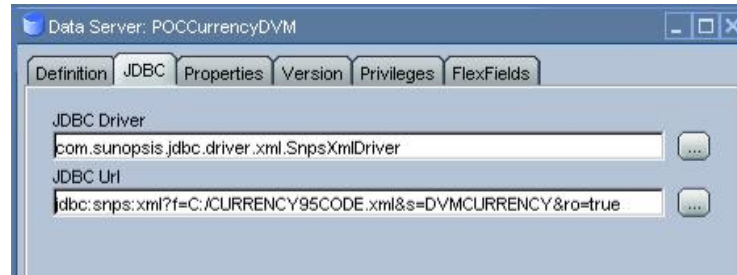 Data Server: POCCurrencyDVM
Definition JDBC Properties Version Privileges FlexFields
JDBC Driver
com.sunopsis.jdbc.driver.xml.SnpsXmlDriver
...
JDBC Url
jdbc:snps:xml?f=C:/CURRENCY95CODE.xml&s=DVMCURRENCY&ro=true
...